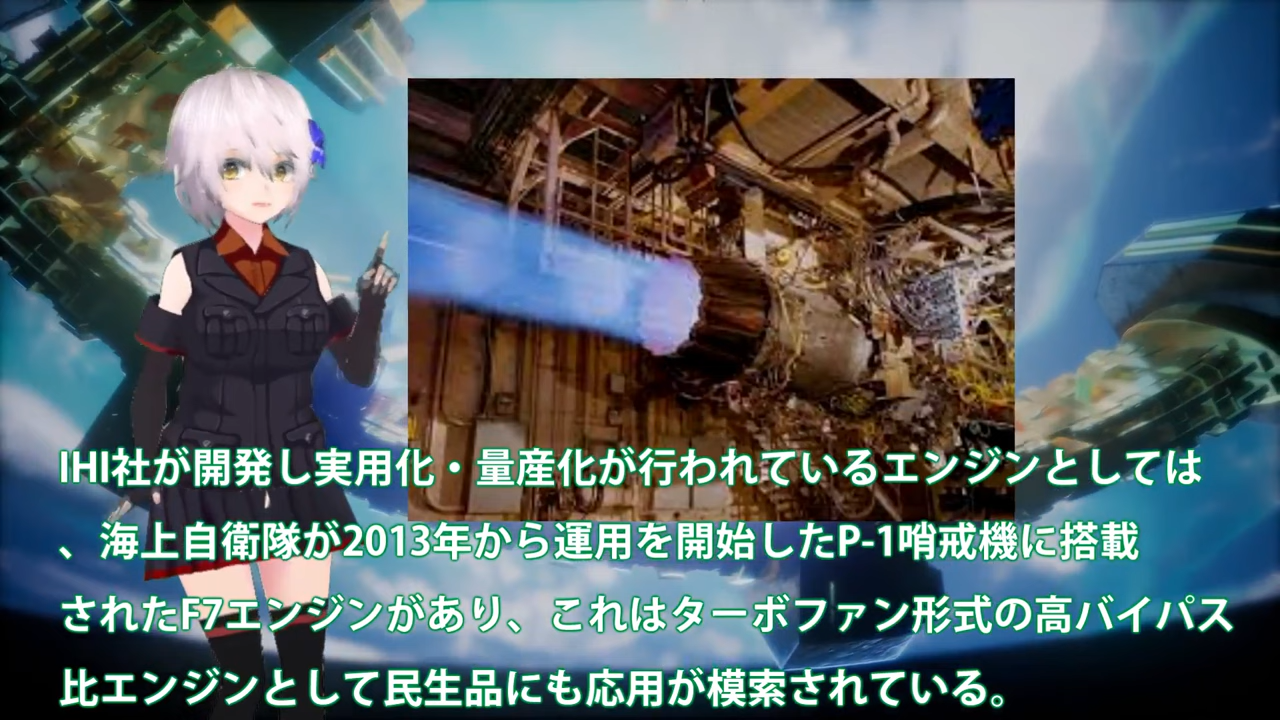 IHI社が開発し実用化・量産化が行われているエンジンとしては
、海上自衛隊が2013年から運用を開始したP-1哨戒機に搭載
されたF7エンジンがあり、これはターボファン形式の高バイパス
比エンジンとして民生品にも応用が模索されている。